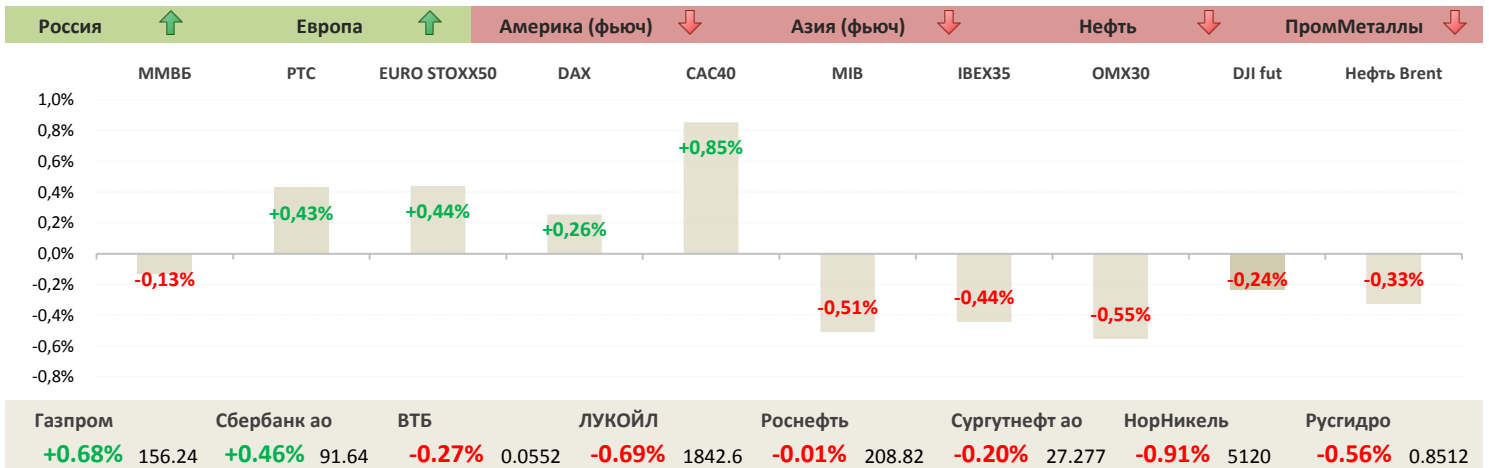 Россия Европа Америка (фьюч) Азия (фьюч) Нефть ПромМеталлы
ММВБ РТС EURO STOXX50 DAX CAC40 MIB IBEX35 OMX30 DJI fut Нефть Brent
1,0%
0,8%
0,6%
0,4%
0,2%
0,0%
-0,2%
-0,4%
-0,6%
-0,8%
-0,13% +0,43% +0,44% +0,26% +0,85% -0,51% -0,44% -0,55% -0,24% -0,33%
Газпром Сбербанк ао ВТБ ЛУКОЙЛ Роснефть Сургутнефт ао НорНикель Русгидро
+0.68% 156.24 +0.46% 91.64 -0.27% 0.0552 -0.69% 1842.6 -0.01% 208.82 -0.20% 27.277 -0.91% 5120 -0.56% 0.8512